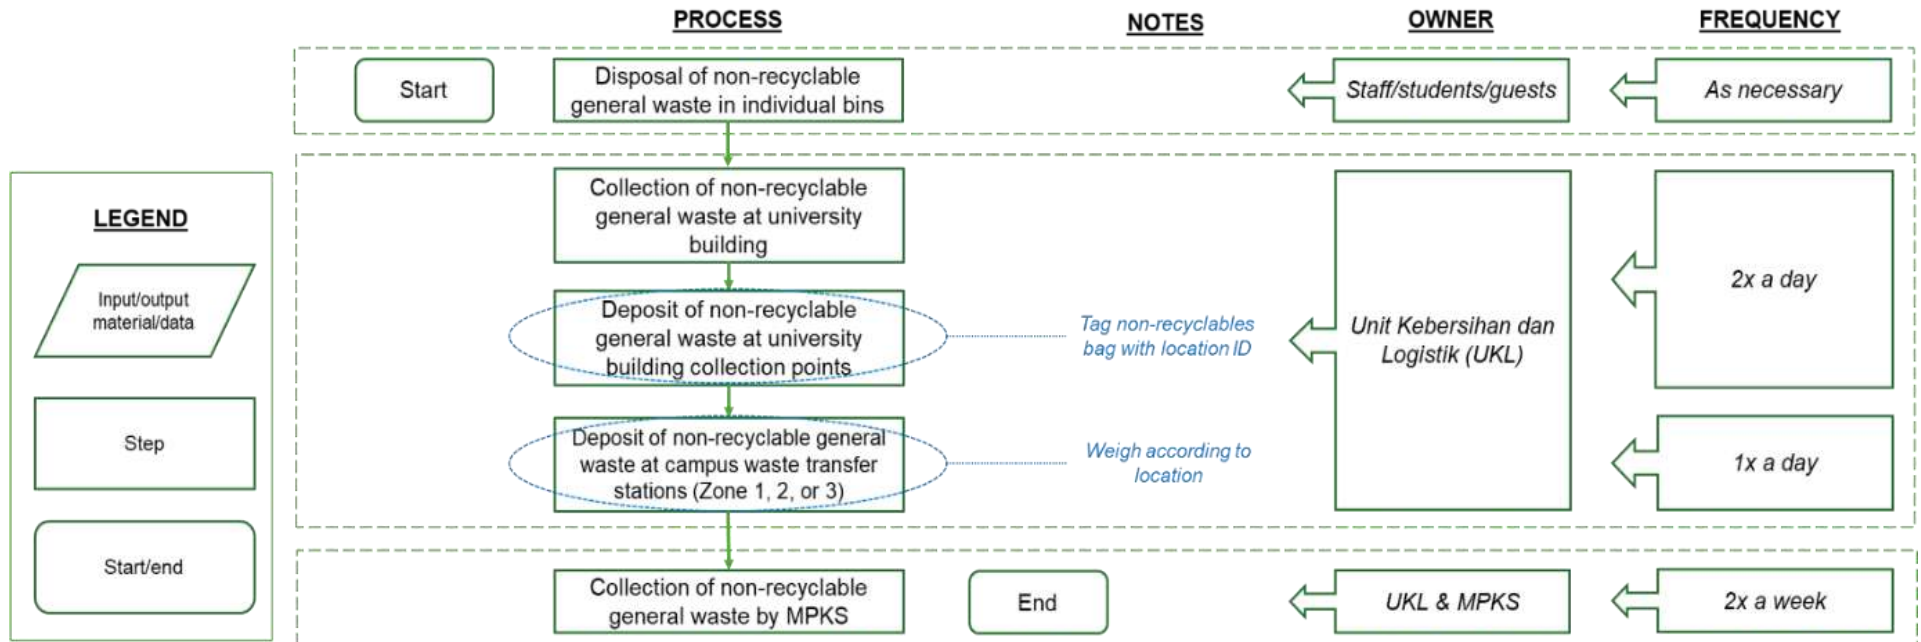 PROCESS
NOTES
OWNER
FREQUENCY
Start
Disposal of non-recyclable
general waste in individual bins
Staff/students/guests
As necessary
LEGEND
Input/output
material/data
Step
Start/end
Collection of non-recyclable
general waste at university
building
Deposit of non-recyclable
general waste at university
building collection points
Tag non-recyclables
bag with location ID
Deposit of non-recyclable general
waste at campus waste transfer
stations (Zone 1, 2, or 3)
Weigh according to
location
Unit Kebersihan dan
Logistik (UKL)
2x a day
1x a day
Collection of non-recyclable
general waste by MPKS
End
UKL & MPKS
2x a week